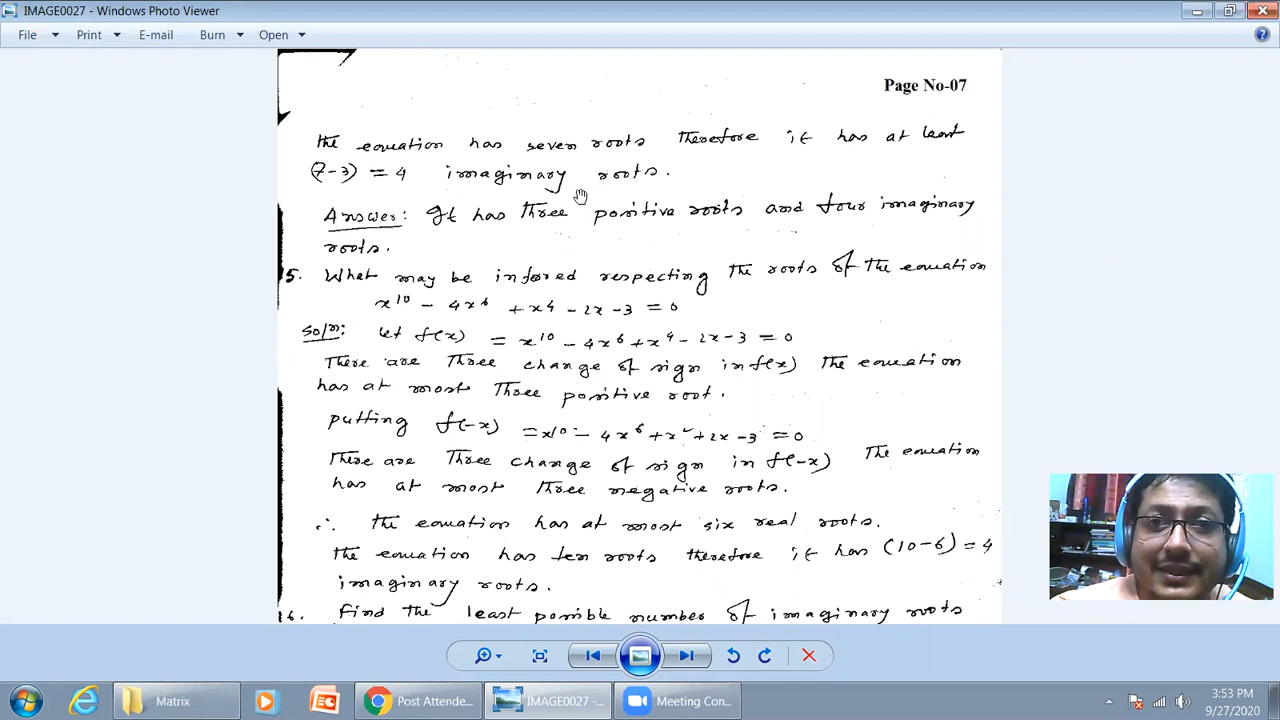 IMAGE0027 - Windows Photo Viewer
File Print E-mail Burn Open
Page No-07
the equation has seven roots therefore it has at least
(7-3) = 4 imaginary roots.
Answer: It has three positive roots and four imaginary
roots.
15. What may be infered respecting the roots of the equation
x¹⁰ - 4x⁶ + x⁴ - 2x - 3 = 0
Soln: Let f(x) = x¹⁰ - 4x⁶ + x⁴ - 2x - 3 = 0
There are Three change of sign in f(x) The equation
has at most Three positive root.
putting f(-x) = x¹⁰ - 4x⁶ + x⁴ + 2x - 3 = 0
There are Three change of sign in f(-x) The equation
has at most three negative roots.
∴ the equation has at most six real roots.
the equation has ten roots therefore it has (10-6) = 4
imaginary roots.
16. Find the least possible number of imaginary roots
Matrix
Post Attende...
IMAGE0027 - ...
Meeting Con...
3:53 PM
9/27/2020